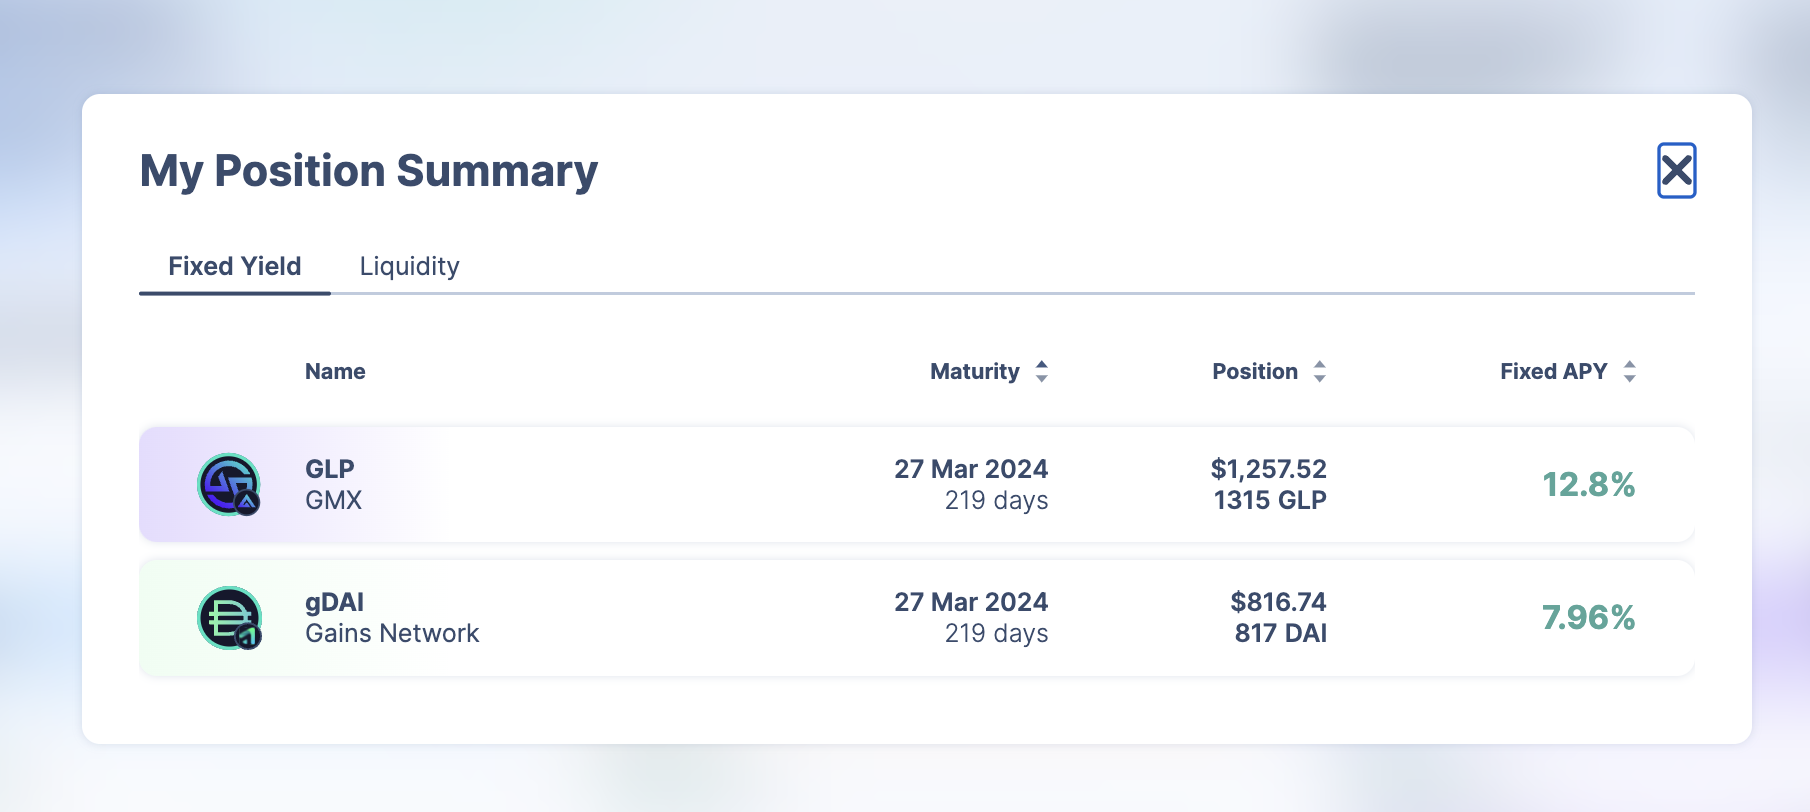 My Position Summary
Fixed Yield Liquidity
Name Maturity Position Fixed APY
GLP 27 Mar 2024 $1,257.52 12.8%
GMX 219 days 1315 GLP
gDAI 27 Mar 2024 $816.74 7.96%
Gains Network 219 days 817 DAI